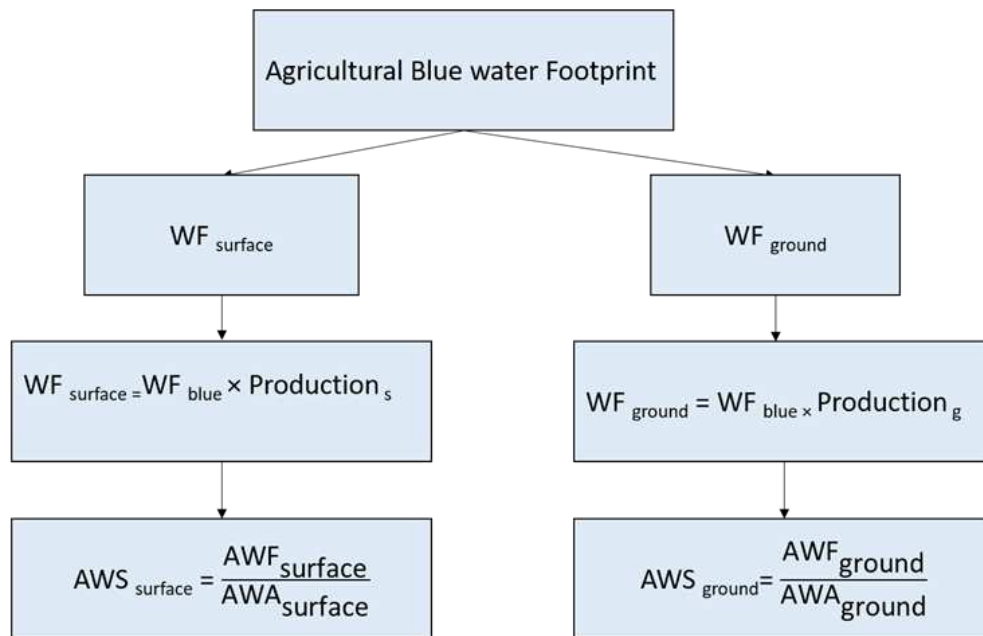 Agricultural Blue water Footprint
WF surface
WF ground
WF surface = WF blue × Production s
WF ground = WF blue × Production g
AWS surface = AWF surface / AWA surface
AWS ground = AWF ground / AWA ground